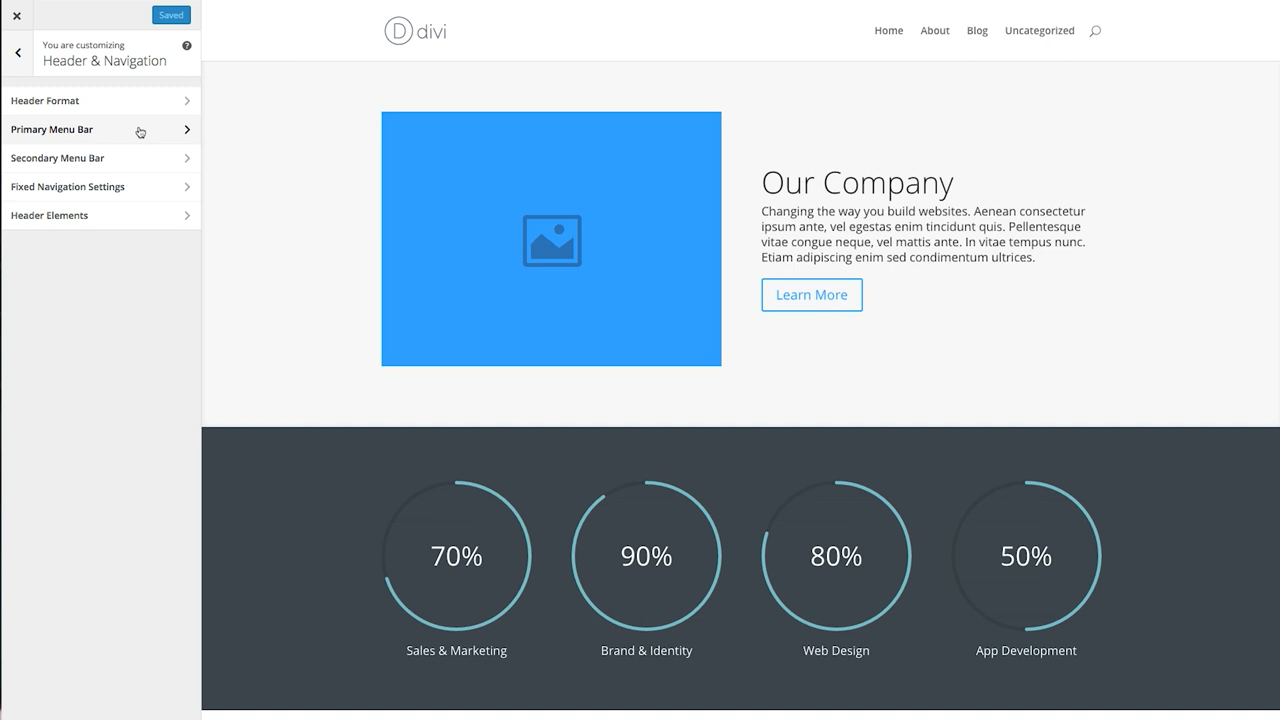 Saved
You are customizing
Header & Navigation
Header Format
Primary Menu Bar
Secondary Menu Bar
Fixed Navigation Settings
Header Elements
D divi
Home About Blog Uncategorized
Our Company
Changing the way you build websites. Aenean consectetur
ipsum ante, vel egestas enim tincidunt quis. Pellentesque
vitae congue neque, vel mattis ante. In vitae tempus nunc.
Etiam adipiscing enim sed condimentum ultrices.
Learn More
70% 90% 80% 50%
Sales & Marketing Brand & Identity Web Design App Development